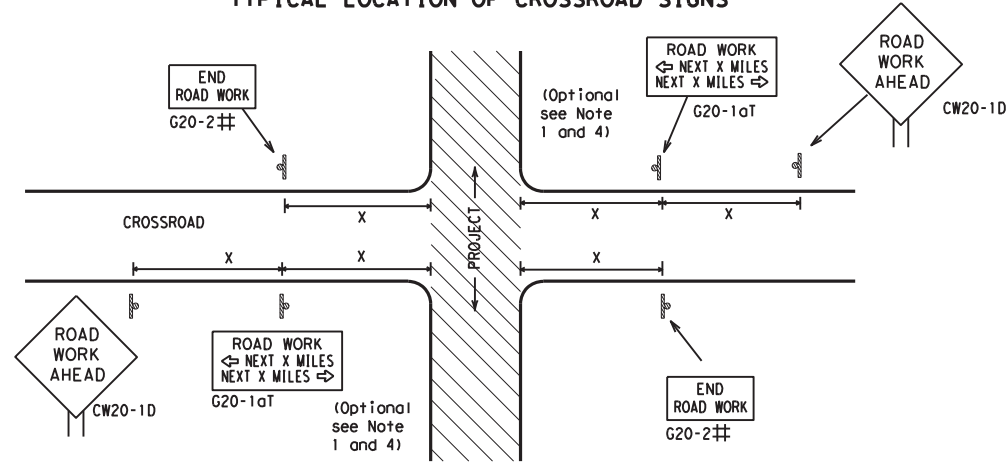 TYPICAL LOCATION OF CROSSROAD SIGNS
END
ROAD WORK
G20-2#
(Optional
see Note
1 and 4)
ROAD WORK
⇦ NEXT X MILES
NEXT X MILES ⇨
G20-1aT
ROAD
WORK
AHEAD
CW20-1D
CROSSROAD
X
X
X
PROJECT
X
X
X
ROAD
WORK
AHEAD
CW20-1D
ROAD WORK
⇦ NEXT X MILES
NEXT X MILES ⇨
G20-1aT
(Optional
see Note
1 and 4)
END
ROAD WORK
G20-2#